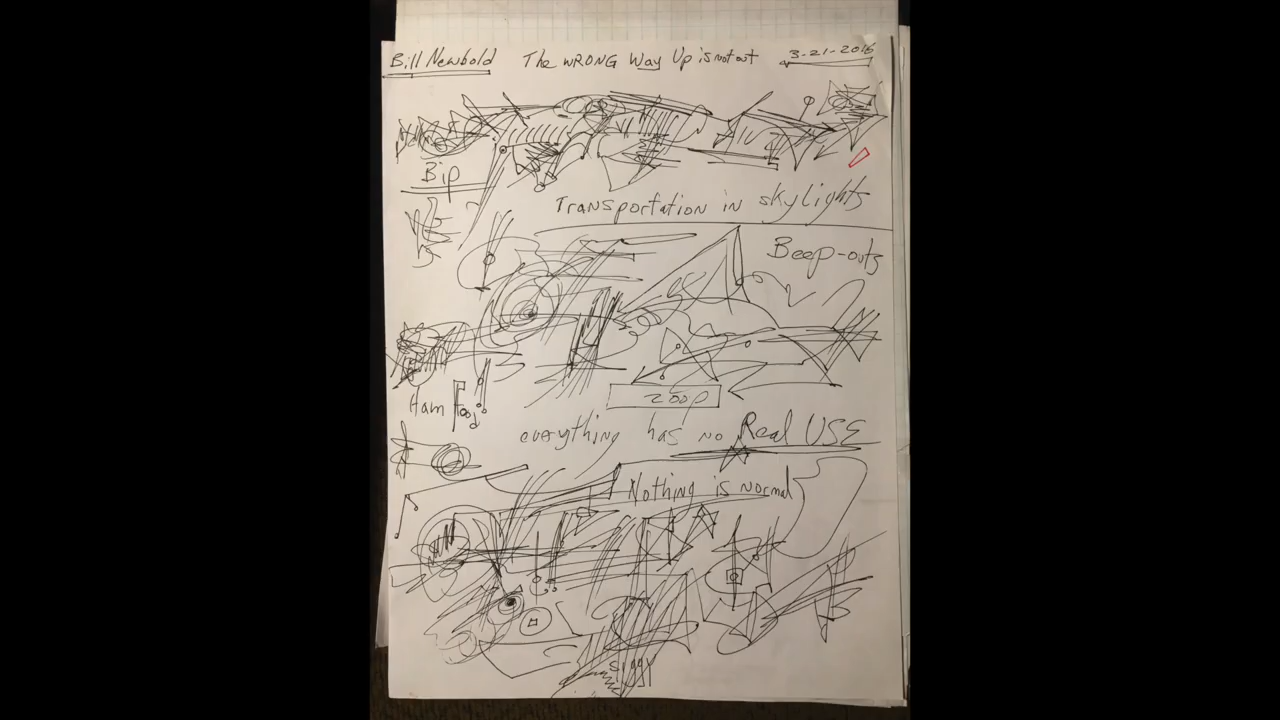 Bill Newbold The WRONG Way Up is not out 3-21-2016
Bip
Transportation in skylights
Beep-outs
zoop
Ham
everything has no Real USE
Nothing is normal
siggy